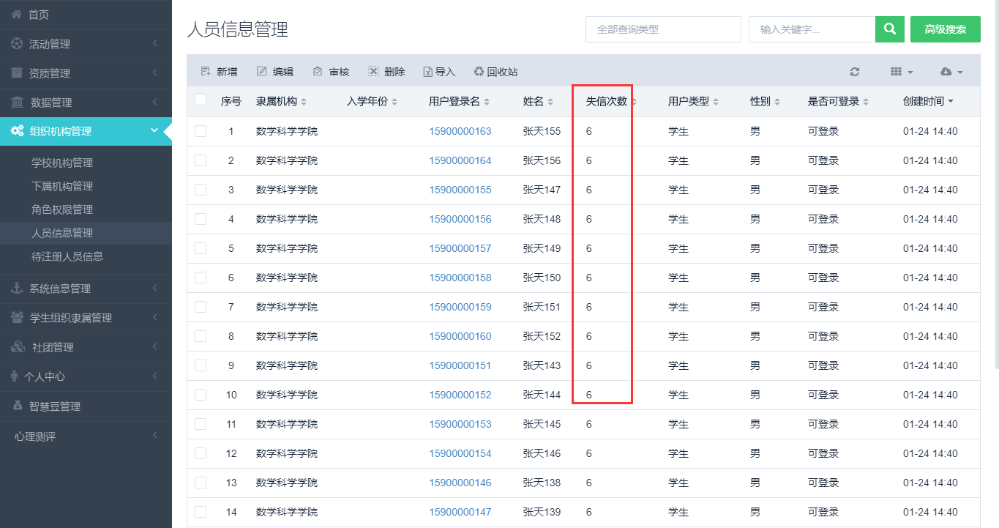 首页
活动管理
资质管理
数据管理
组织机构管理
学校机构管理
下属机构管理
角色权限管理
人员信息管理
待注册人员信息
系统信息管理
学生组织隶属管理
社团管理
个人中心
智慧豆管理
心理测评
人员信息管理
全部查询类型 输入关键字... 高级搜索
新增 编辑 审核 删除 导入 回收站
序号 隶属机构 入学年份 用户登录名 姓名 失信次数 用户类型 性别 是否可登录 创建时间
1 数学科学学院 15900000163 张天155 6 学生 男 可登录 01-24 14:40
2 数学科学学院 15900000164 张天156 6 学生 男 可登录 01-24 14:40
3 数学科学学院 15900000155 张天147 6 学生 男 可登录 01-24 14:40
4 数学科学学院 15900000156 张天148 6 学生 男 可登录 01-24 14:40
5 数学科学学院 15900000157 张天149 6 学生 男 可登录 01-24 14:40
6 数学科学学院 15900000158 张天150 6 学生 男 可登录 01-24 14:40
7 数学科学学院 15900000159 张天151 6 学生 男 可登录 01-24 14:40
8 数学科学学院 15900000160 张天152 6 学生 男 可登录 01-24 14:40
9 数学科学学院 15900000151 张天143 6 学生 男 可登录 01-24 14:40
10 数学科学学院 15900000152 张天144 6 学生 男 可登录 01-24 14:40
11 数学科学学院 15900000153 张天145 6 学生 男 可登录 01-24 14:40
12 数学科学学院 15900000154 张天146 6 学生 男 可登录 01-24 14:40
13 数学科学学院 15900000146 张天138 6 学生 男 可登录 01-24 14:40
14 数学科学学院 15900000147 张天139 6 学生 男 可登录 01-24 14:40